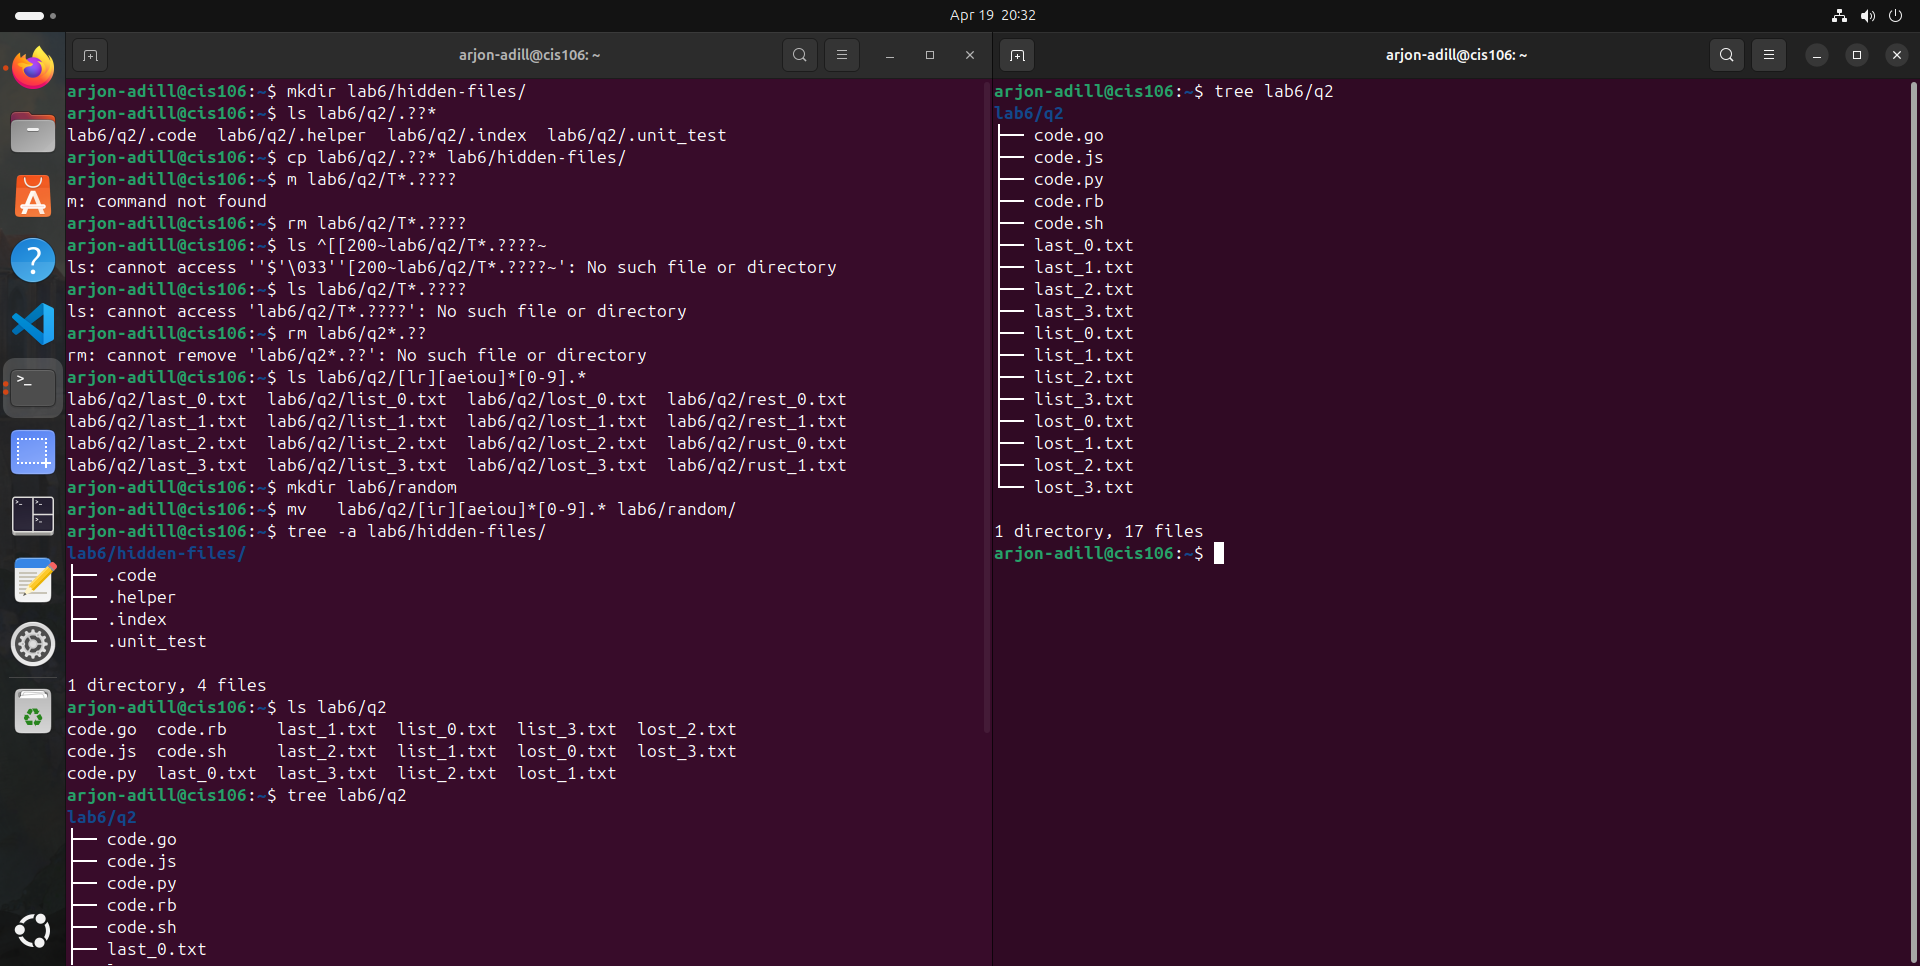 Apr 19 20:32
arjon-adill@cis106: ~
arjon-adill@cis106:~$ mkdir lab6/hidden-files/
arjon-adill@cis106:~$ ls lab6/q2/.??*
lab6/q2/.code  lab6/q2/.helper  lab6/q2/.index  lab6/q2/.unit_test
arjon-adill@cis106:~$ cp lab6/q2/.??* lab6/hidden-files/
arjon-adill@cis106:~$ m lab6/q2/T*.????
m: command not found
arjon-adill@cis106:~$ rm lab6/q2/T*.????
arjon-adill@cis106:~$ ls ^[[200~lab6/q2/T*.????~
ls: cannot access ''$'\033''[200~lab6/q2/T*.????~': No such file or directory
arjon-adill@cis106:~$ ls lab6/q2/T*.????
ls: cannot access 'lab6/q2/T*.????': No such file or directory
arjon-adill@cis106:~$ rm lab6/q2*.??
rm: cannot remove 'lab6/q2*.??': No such file or directory
arjon-adill@cis106:~$ ls lab6/q2/[lr][aeiou]*[0-9].*
lab6/q2/last_0.txt  lab6/q2/list_0.txt  lab6/q2/lost_0.txt  lab6/q2/rest_0.txt
lab6/q2/last_1.txt  lab6/q2/list_1.txt  lab6/q2/lost_1.txt  lab6/q2/rest_1.txt
lab6/q2/last_2.txt  lab6/q2/list_2.txt  lab6/q2/lost_2.txt  lab6/q2/rust_0.txt
lab6/q2/last_3.txt  lab6/q2/list_3.txt  lab6/q2/lost_3.txt  lab6/q2/rust_1.txt
arjon-adill@cis106:~$ mkdir lab6/random
arjon-adill@cis106:~$ mv   lab6/q2/[ir][aeiou]*[0-9].* lab6/random/
arjon-adill@cis106:~$ tree -a lab6/hidden-files/
lab6/hidden-files/
├── .code
├── .helper
├── .index
└── .unit_test
1 directory, 4 files
arjon-adill@cis106:~$ ls lab6/q2
code.go  code.rb     last_1.txt  list_0.txt  list_3.txt  lost_2.txt
code.js  code.sh     last_2.txt  list_1.txt  lost_0.txt  lost_3.txt
code.py  last_0.txt  last_3.txt  list_2.txt  lost_1.txt
arjon-adill@cis106:~$ tree lab6/q2
lab6/q2
├── code.go
├── code.js
├── code.py
├── code.rb
├── code.sh
├── last_0.txt
arjon-adill@cis106: ~
arjon-adill@cis106:~$ tree lab6/q2
lab6/q2
├── code.go
├── code.js
├── code.py
├── code.rb
├── code.sh
├── last_0.txt
├── last_1.txt
├── last_2.txt
├── last_3.txt
├── list_0.txt
├── list_1.txt
├── list_2.txt
├── list_3.txt
├── lost_0.txt
├── lost_1.txt
├── lost_2.txt
└── lost_3.txt
1 directory, 17 files
arjon-adill@cis106:~$